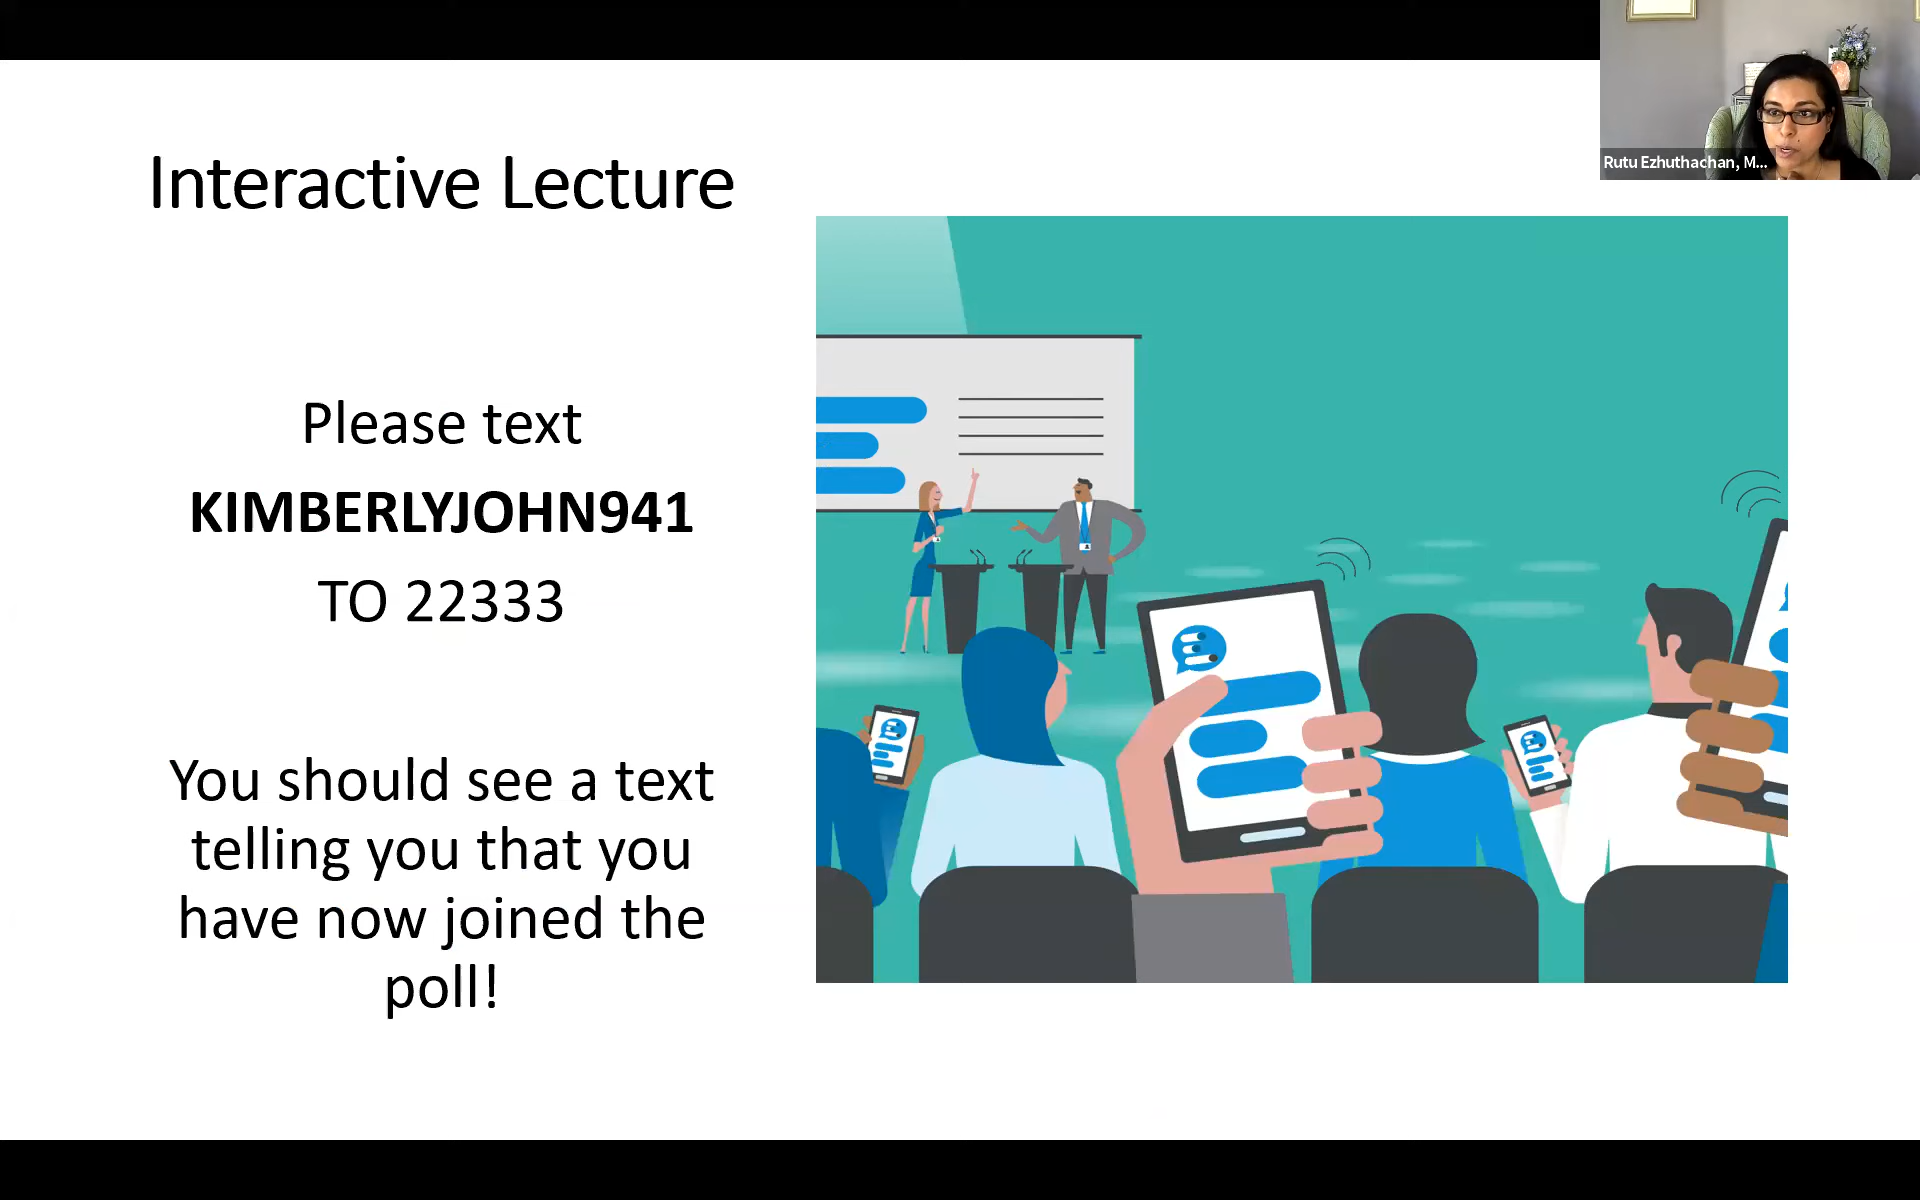 Interactive Lecture
Rutu Ezhuthachan, M...
Please text
KIMBERLYJOHN941
TO 22333
You should see a text
telling you that you
have now joined the
poll!